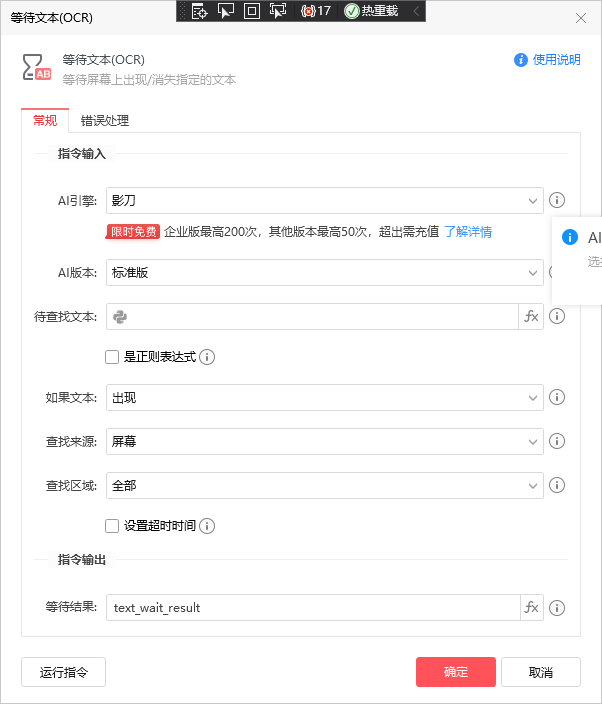 等待文本(OCR)
17 热重载
等待文本(OCR)
使用说明
等待屏幕上出现/消失指定的文本
AB
常规 错误处理
指令输入
AI引擎: 影刀
限时免费 企业版最高200次，其他版本最高50次，超出需充值 了解详情
AI
AI版本: 标准版
待查找文本: fx
是正则表达式
如果文本: 出现
查找来源: 屏幕
查找区域: 全部
设置超时时间
指令输出
等待结果: text_wait_result fx
运行指令 确定 取消